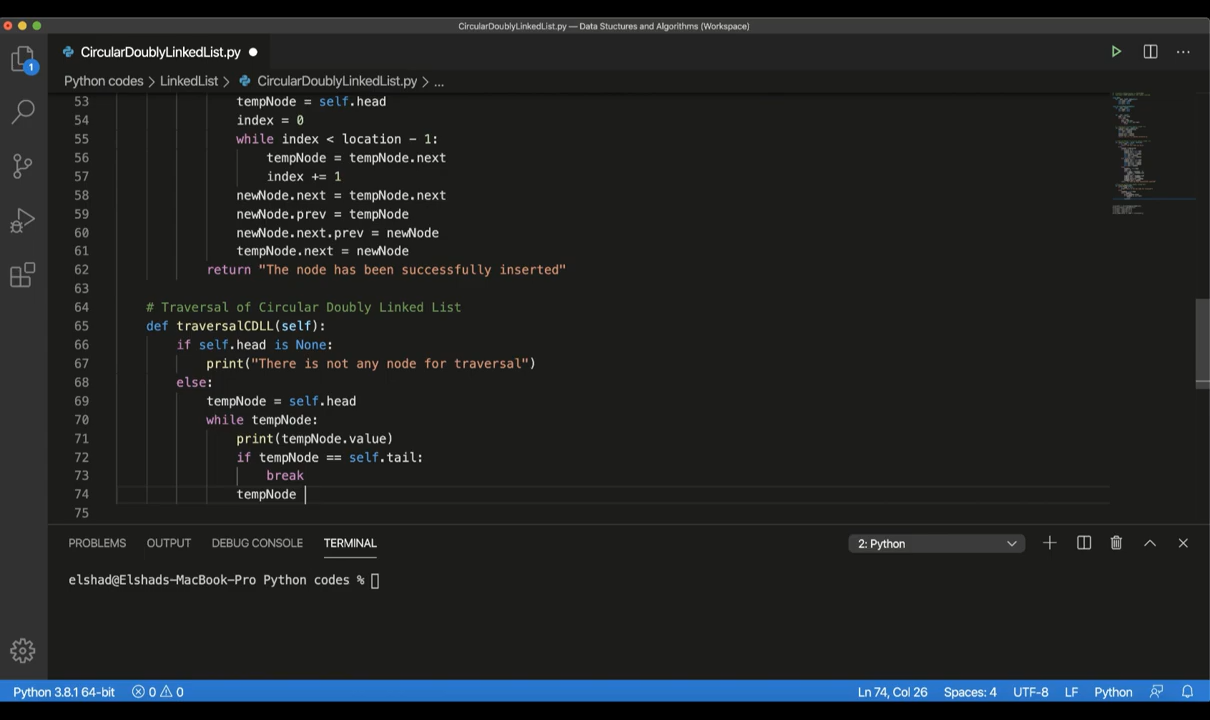 CircularDoublyLinkedList.py — Data Stuctures and Algorithms (Workspace)
CircularDoublyLinkedList.py
1
Python codes > LinkedList > CircularDoublyLinkedList.py > ...
53 tempNode = self.head
54 index = 0
55 while index < location - 1:
56 tempNode = tempNode.next
57 index += 1
58 newNode.next = tempNode.next
59 newNode.prev = tempNode
60 newNode.next.prev = newNode
61 tempNode.next = newNode
62 return "The node has been successfully inserted"
63
64 # Traversal of Circular Doubly Linked List
65 def traversalCDLL(self):
66 if self.head is None:
67 print("There is not any node for traversal")
68 else:
69 tempNode = self.head
70 while tempNode:
71 print(tempNode.value)
72 if tempNode == self.tail:
73 break
74 tempNode
75
PROBLEMS OUTPUT DEBUG CONSOLE TERMINAL 2: Python
elshad@Elshads-MacBook-Pro Python codes %
Python 3.8.1 64-bit 0 0 Ln 74, Col 26 Spaces: 4 UTF-8 LF Python